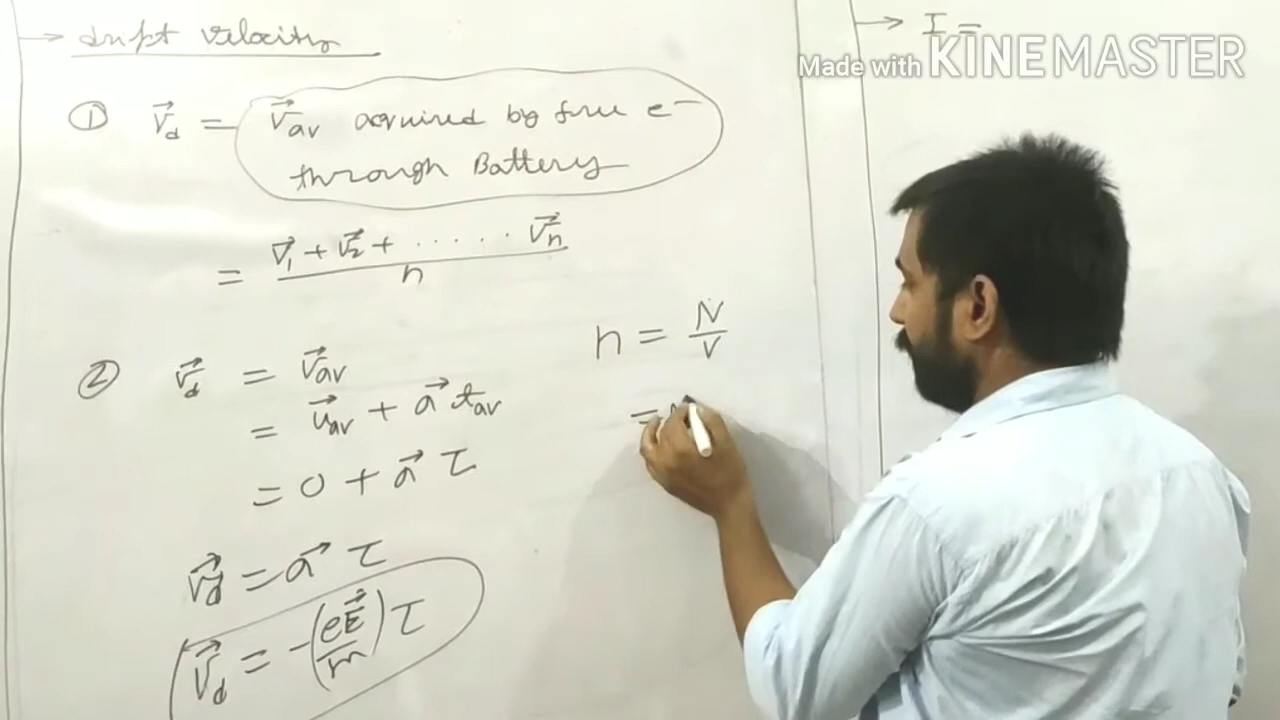 → drift velocity
① v⃗d = v⃗av acquired by free e⁻
through Battery
= (v⃗1 + v⃗2 + ...... v⃗n) / n
② v⃗d = v⃗av
= u⃗av + a⃗ tav
= 0 + a⃗ τ
v⃗d = a⃗ τ
v⃗d = -(eE⃗/m) τ
n = N/V
=
→ I =
Made with KINEMASTER